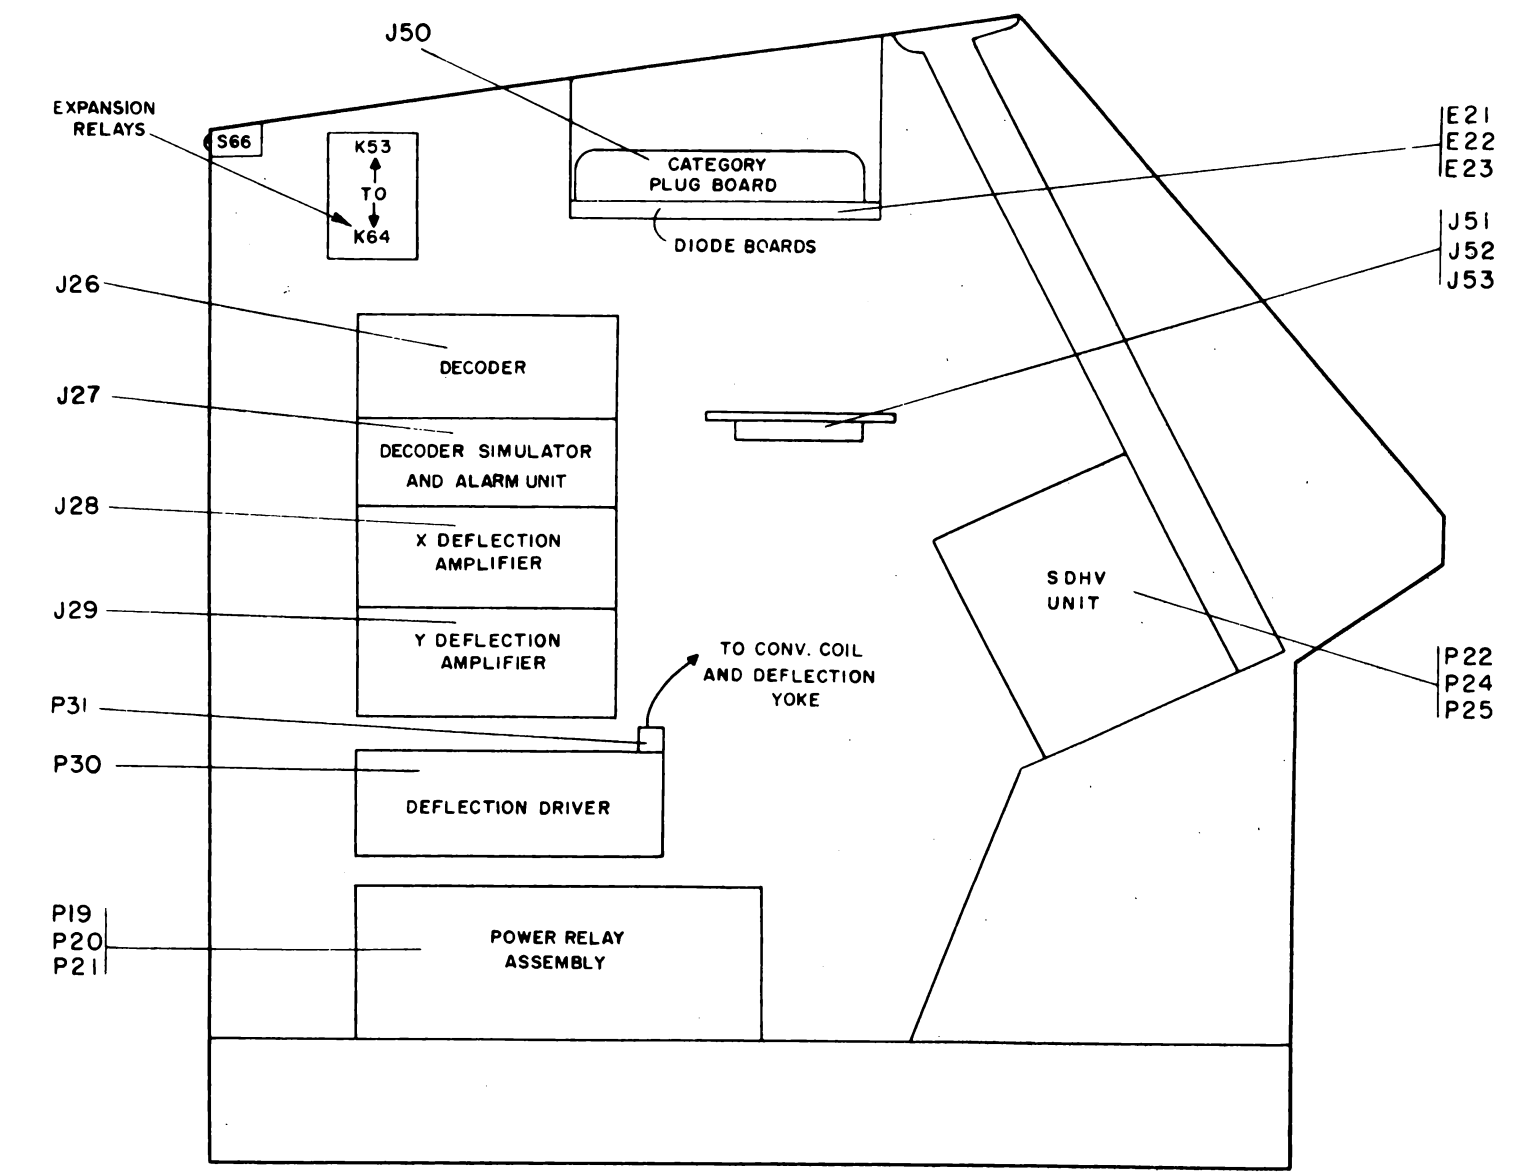 J50
EXPANSION
RELAYS
S66
K53
TO
K64
CATEGORY
PLUG BOARD
DIODE BOARDS
E21
E22
E23
J51
J52
J53
J26
DECODER
J27
DECODER SIMULATOR
AND ALARM UNIT
J28
X DEFLECTION
AMPLIFIER
J29
Y DEFLECTION
AMPLIFIER
SDHV
UNIT
TO CONV. COIL
AND DEFLECTION
YOKE
P22
P24
P25
P31
P30
DEFLECTION DRIVER
P19
P20
P21
POWER RELAY
ASSEMBLY